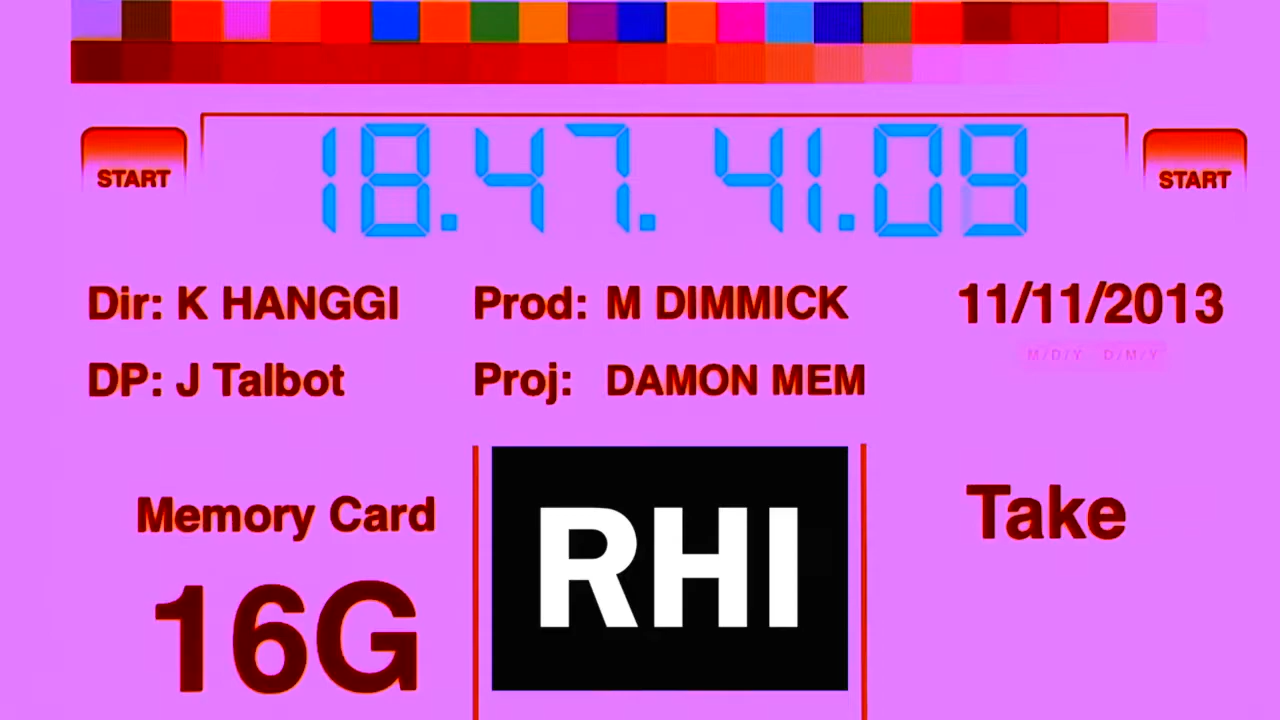 START 18.47. 41.09 START
Dir: K HANGGI Prod: M DIMMICK 11/11/2013
M/D/Y D/M/Y
DP: J Talbot Proj: DAMON MEM
Memory Card RHI Take
16G